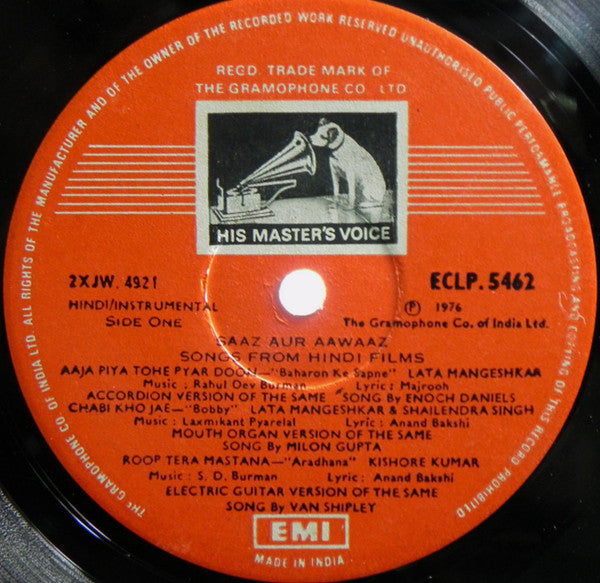 THE GRAMOPHONE CO. OF INDIA LTD. ALL RIGHTS OF THE MANUFACTURER AND OF THE OWNER OF THE RECORDED WORK RESERVED UNAUTHORISED PUBLIC PERFORMANCE BROADCASTING AND COPYING OF THIS RECORD PROHIBITED
REGD. TRADE MARK OF
THE GRAMOPHONE CO. LTD
HIS MASTER'S VOICE
2XJW. 4921
ECLP. 5462
HINDI/INSTRUMENTAL
Ⓟ 1976
SIDE ONE
The Gramophone Co. of India Ltd.
SAAZ AUR AAWAAZ
SONGS FROM HINDI FILMS
AAJA PIYA TOHE PYAR DOON—"Baharon Ke Sapne" LATA MANGESHKAR
Music : Rahul Dev Burman Lyric : Majrooh
ACCORDION VERSION OF THE SAME SONG BY ENOCH DANIELS
CHABI KHO JAE—"Bobby" LATA MANGESHKAR & SHAILENDRA SINGH
Music : Laxmikant Pyarelal Lyric : Anand Bakshi
MOUTH ORGAN VERSION OF THE SAME
SONG BY MILON GUPTA
ROOP TERA MASTANA—"Aradhana" KISHORE KUMAR
Music : S. D. Burman Lyric : Anand Bakshi
ELECTRIC GUITAR VERSION OF THE SAME
SONG BY VAN SHIPLEY
EMI
MADE IN INDIA